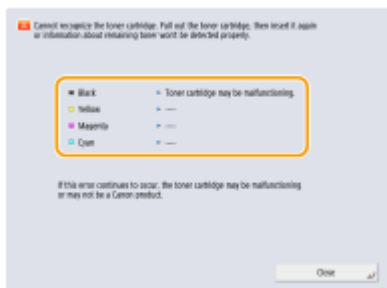 Cannot recognize the toner cartridge. Pull out the toner cartridge, then insert it again
or information about remaining toner won't be detected properly.
Black ► Toner cartridge may be malfunctioning.
Yellow ► ----
Magenta ► ----
Cyan ► ----
If this error continues to occur, the toner cartridge may be malfunctioning
or may not be a Canon product.
Close